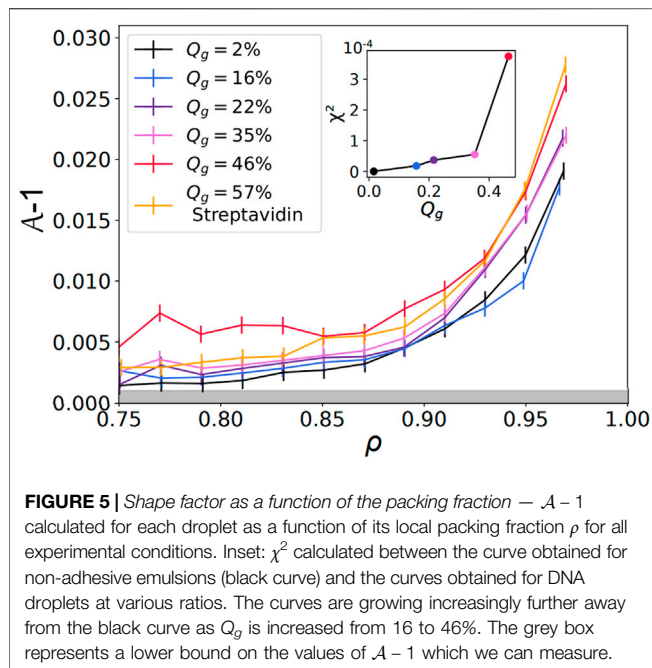 0.030
0.025
0.020
0.015
0.010
0.005
0.000
A-1
Q_g = 2%
Q_g = 16%
Q_g = 22%
Q_g = 35%
Q_g = 46%
Q_g = 57%
Streptavidin
10^-4
3
2
1
0
χ²
0.0 0.2 0.4
Q_g
0.75 0.80 0.85 0.90 0.95 1.00
ρ
FIGURE 5 | Shape factor as a function of the packing fraction — 𝒜 – 1
calculated for each droplet as a function of its local packing fraction ρ for all
experimental conditions. Inset: χ² calculated between the curve obtained for
non-adhesive emulsions (black curve) and the curves obtained for DNA
droplets at various ratios. The curves are growing increasingly further away
from the black curve as Q_g is increased from 16 to 46%. The grey box
represents a lower bound on the values of 𝒜 – 1 which we can measure.